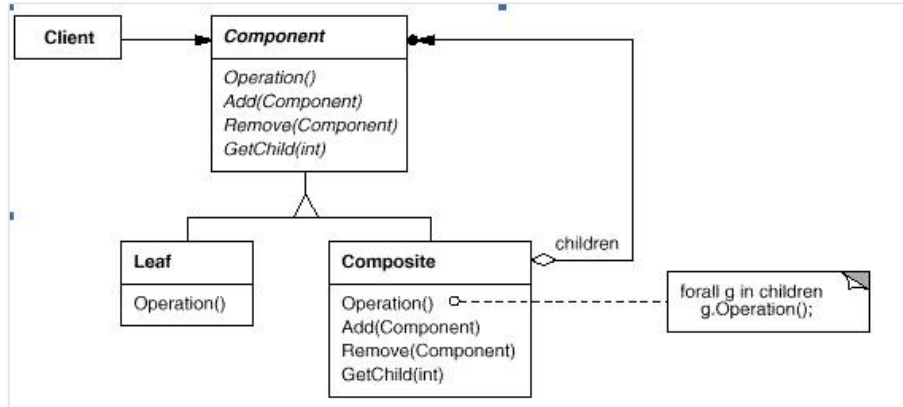 Client
Component
Operation()
Add(Component)
Remove(Component)
GetChild(int)
Leaf
Operation()
Composite
Operation()
Add(Component)
Remove(Component)
GetChild(int)
children
forall g in children
g.Operation();